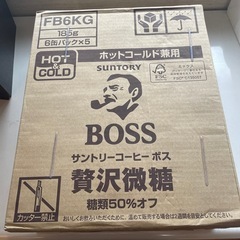 FB6KG
185g
6缶パック×5
HOT & COLD
ホットコールド兼用
SUNTORY
FSC
BOSS
サントリーコーヒー ボス
贅沢微糖
糖類50%オフ
カッター禁止